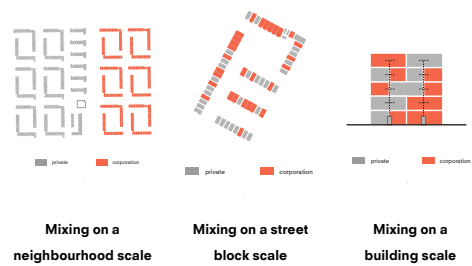 private corporation
private corporation
private corporation
Mixing on a
neighbourhood scale
Mixing on a street
block scale
Mixing on a
building scale